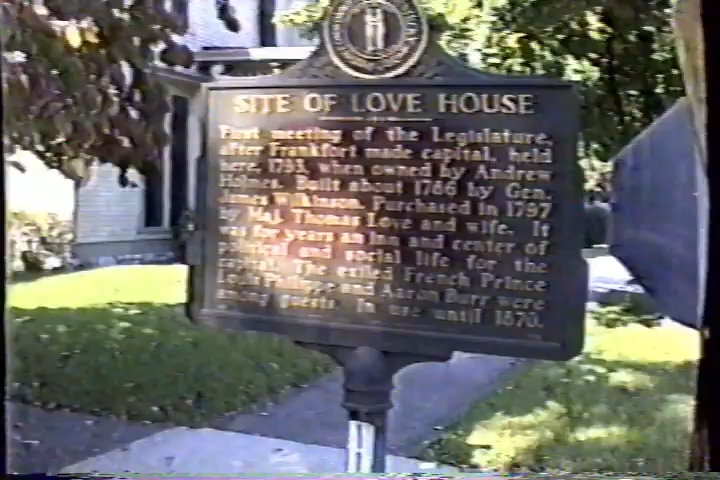 SITE OF LOVE HOUSE
First meeting of the Legislature,
after Frankfort made capital, held
here, 1793, when owned by Andrew
Holmes. Built about 1786 by Gen.
James Wilkinson. Purchased in 1797
by Maj. Thomas Love and wife. It
was for years an inn and center of
political and social life for the
capital. The exiled French Prince
Louis Philippe and Aaron Burr were
among guests. In use until 1870.
H